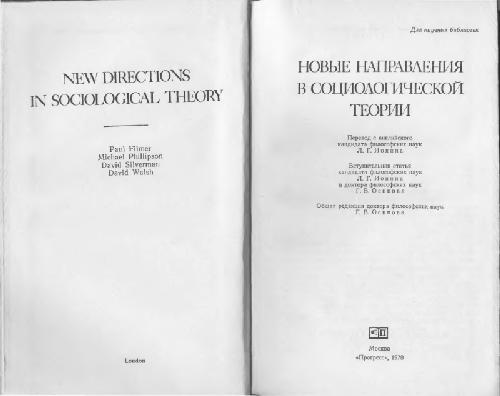 NEW DIRECTIONS
IN SOCIOLOGICAL THEORY
Paul Filmer
Michael Phillipson
David Silverman
David Walsh
London
Для научных библиотек
НОВЫЕ НАПРАВЛЕНИЯ
В СОЦИОЛОГИЧЕСКОЙ
ТЕОРИИ
Перевод с английского
кандидата философских наук
Л. Г. Ионина
Вступительная статья
кандидата философских наук
Л. Г. Ионина
и доктора философских наук
Г. В. Осипова
Общая редакция доктора философских наук
Г. В. Осипова
Москва
«Прогресс», 1978